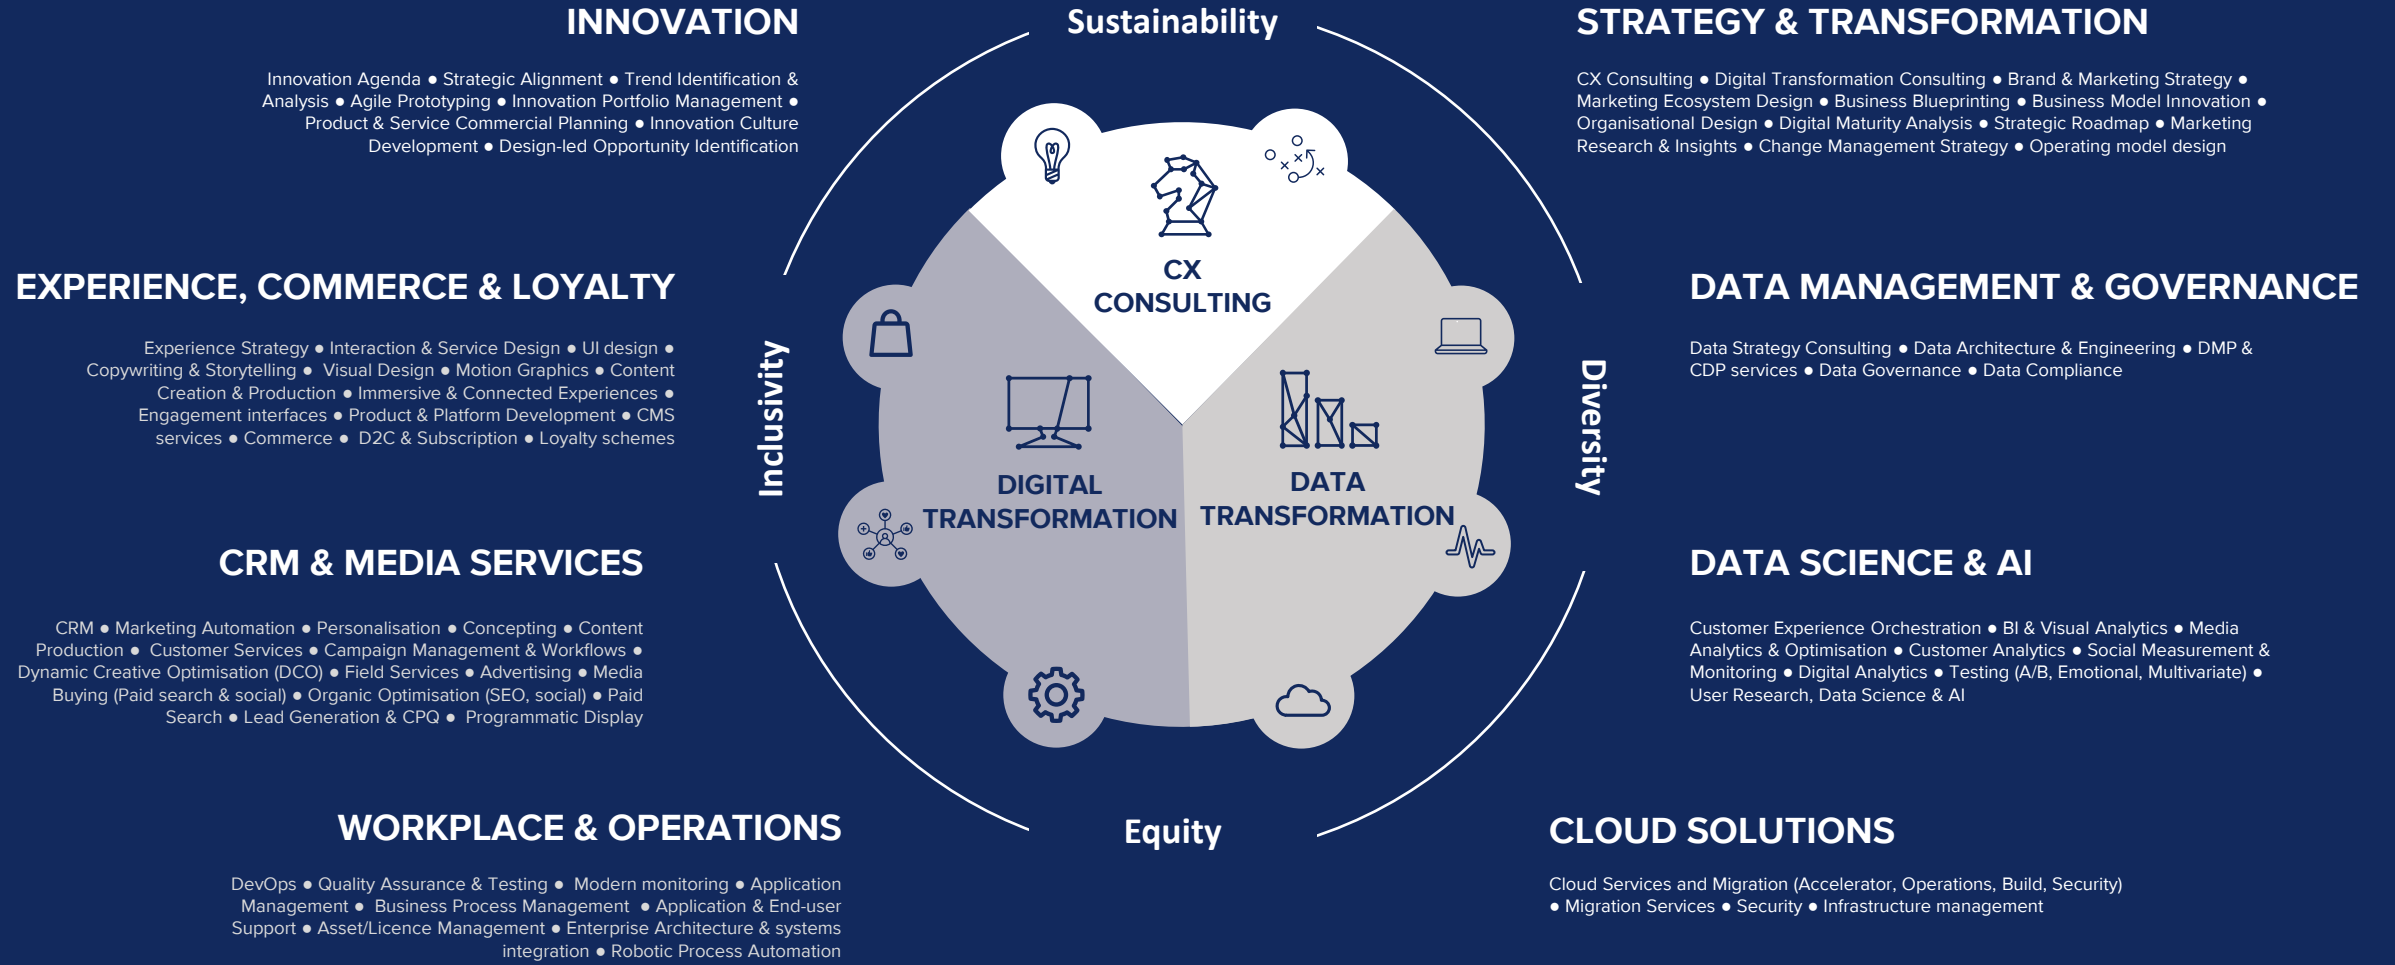 INNOVATION
Innovation Agenda ● Strategic Alignment ● Trend Identification &
Analysis ● Agile Prototyping ● Innovation Portfolio Management ●
Product & Service Commercial Planning ● Innovation Culture
Development ● Design-led Opportunity Identification
Sustainability
STRATEGY & TRANSFORMATION
CX Consulting ● Digital Transformation Consulting ● Brand & Marketing Strategy ●
Marketing Ecosystem Design ● Business Blueprinting ● Business Model Innovation ●
Organisational Design ● Digital Maturity Analysis ● Strategic Roadmap ● Marketing
Research & Insights ● Change Management Strategy ● Operating model design
EXPERIENCE, COMMERCE & LOYALTY
Experience Strategy ● Interaction & Service Design ● UI design ●
Copywriting & Storytelling ● Visual Design ● Motion Graphics ● Content
Creation & Production ● Immersive & Connected Experiences ●
Engagement interfaces ● Product & Platform Development ● CMS
services ● Commerce ● D2C & Subscription ● Loyalty schemes
Inclusivity
CX
CONSULTING
DIGITAL
TRANSFORMATION
DATA
TRANSFORMATION
Diversity
DATA MANAGEMENT & GOVERNANCE
Data Strategy Consulting ● Data Architecture & Engineering ● DMP &
CDP services ● Data Governance ● Data Compliance
CRM & MEDIA SERVICES
CRM ● Marketing Automation ● Personalisation ● Concepting ● Content
Production ● Customer Services ● Campaign Management & Workflows ●
Dynamic Creative Optimisation (DCO) ● Field Services ● Advertising ● Media
Buying (Paid search & social) ● Organic Optimisation (SEO, social) ● Paid
Search ● Lead Generation & CPQ ● Programmatic Display
DATA SCIENCE & AI
Customer Experience Orchestration ● BI & Visual Analytics ● Media
Analytics & Optimisation ● Customer Analytics ● Social Measurement &
Monitoring ● Digital Analytics ● Testing (A/B, Emotional, Multivariate) ●
User Research, Data Science & AI
WORKPLACE & OPERATIONS
DevOps ● Quality Assurance & Testing ● Modern monitoring ● Application
Management ● Business Process Management ● Application & End-user
Support ● Asset/Licence Management ● Enterprise Architecture & systems
integration ● Robotic Process Automation
Equity
CLOUD SOLUTIONS
Cloud Services and Migration (Accelerator, Operations, Build, Security)
● Migration Services ● Security ● Infrastructure management